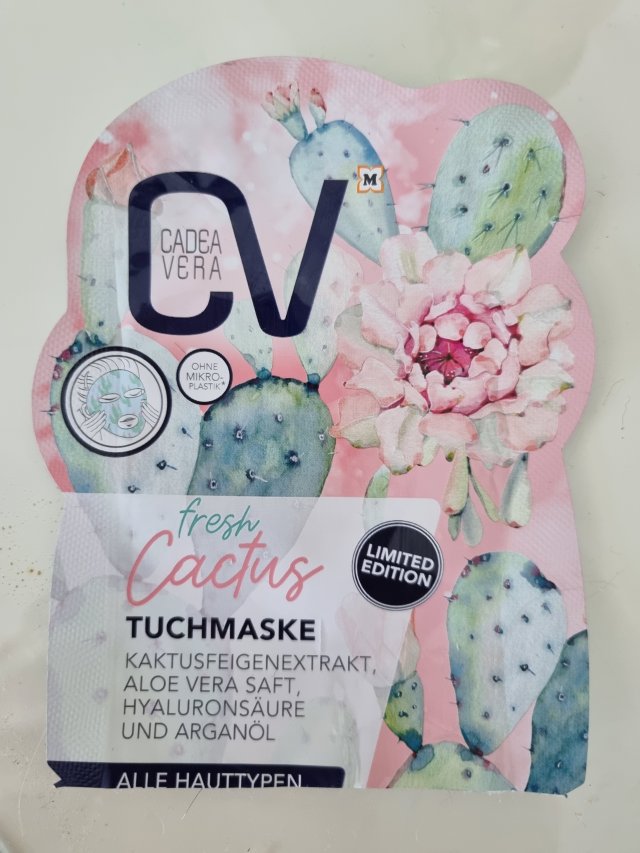 CV
M
CADEA
VERA
OHNE
MIKRO-
PLASTIK*
fresh
Cactus
LIMITED
EDITION
TUCHMASKE
KAKTUSFEIGENEXTRAKT,
ALOE VERA SAFT,
HYALURONSÄURE
UND ARGANÖL
ALLE HAUTTYPEN